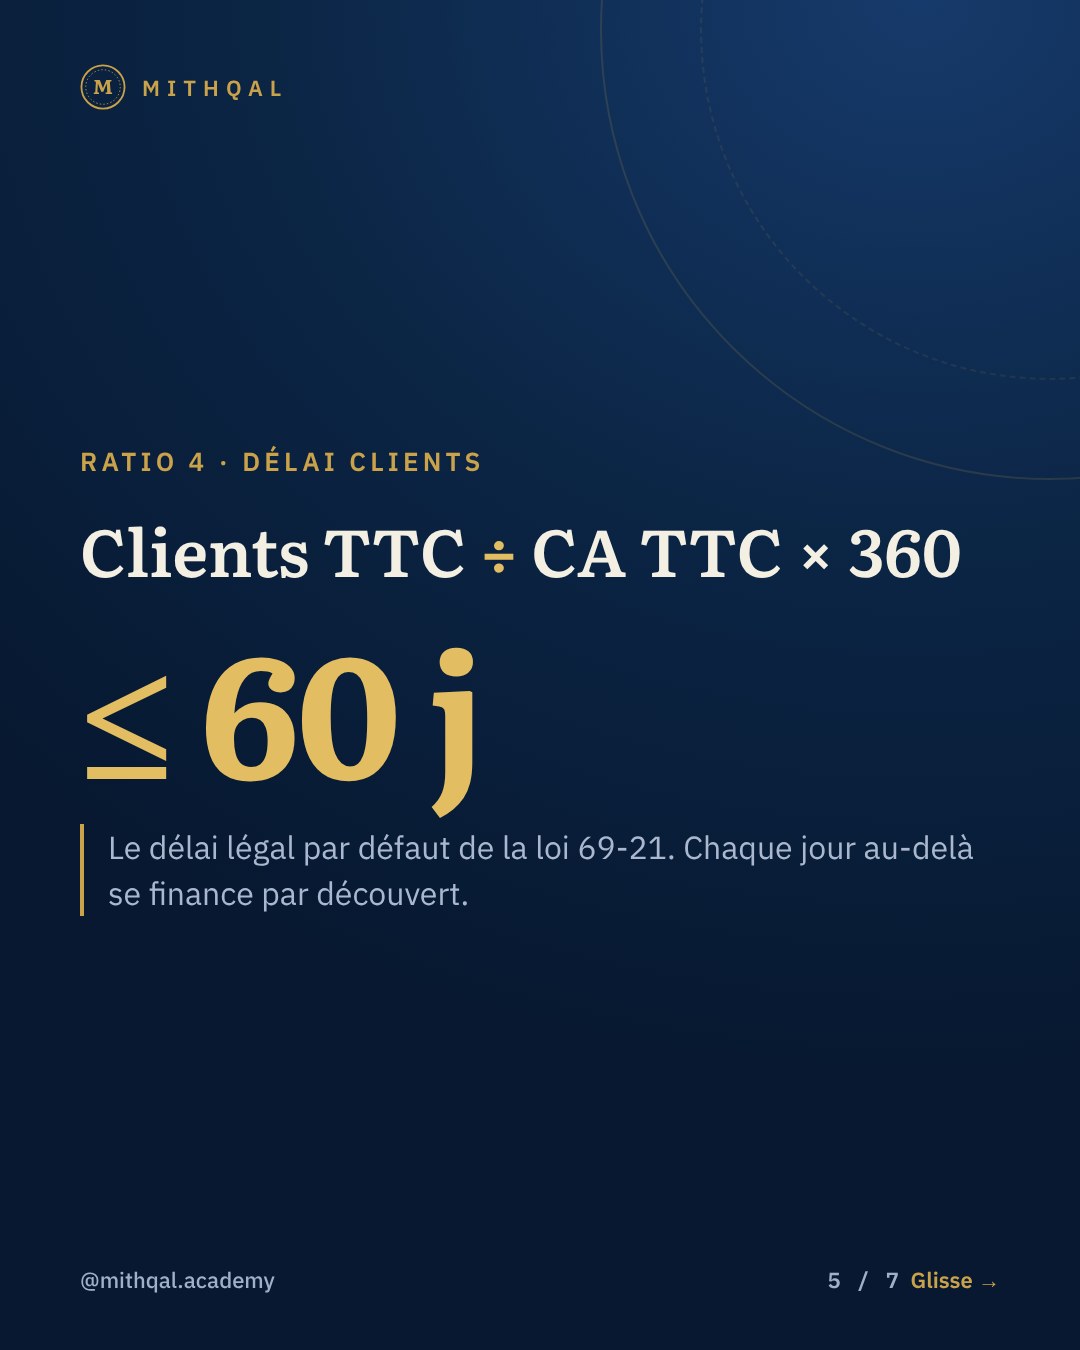 M MITHQAL
RATIO 4 · DÉLAI CLIENTS
Clients TTC ÷ CA TTC × 360
≤ 60 j
Le délai légal par défaut de la loi 69-21. Chaque jour au-delà
se finance par découvert.
@mithqal.academy
5 / 7 Glisse →